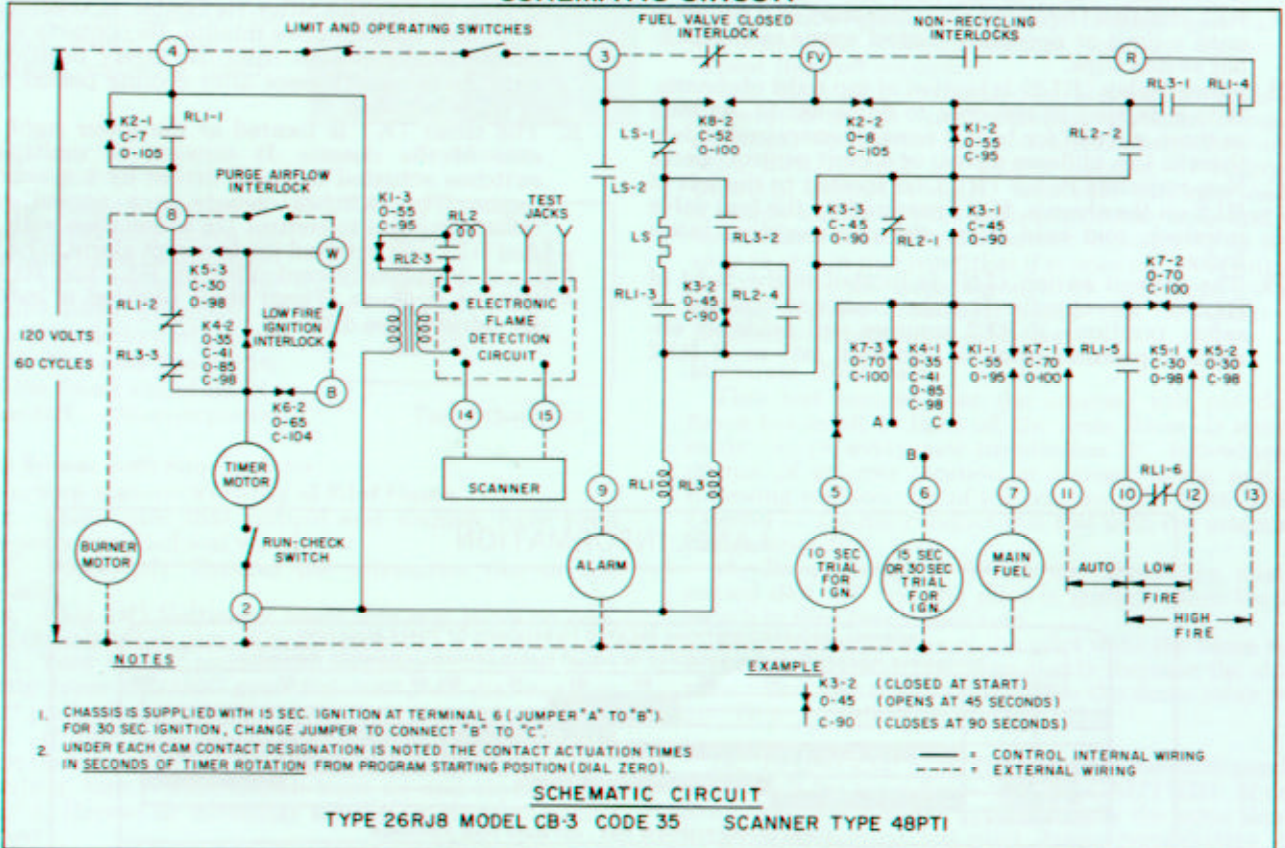 SCHEMATIC CIRCUIT
LIMIT AND OPERATING SWITCHES
FUEL VALVE CLOSED
INTERLOCK
NON-RECYCLING
INTERLOCKS
4
3
FV
R
K2-1
C-7
O-105
RL1-1
PURGE AIRFLOW
INTERLOCK
8
K5-3
C-30
O-98
W
RL1-2
RL3-3
K4-2
O-35
C-41
O-85
C-98
LOW FIRE
IGNITION
INTERLOCK
B
K6-2
O-65
C-104
120 VOLTS
60 CYCLES
TIMER
MOTOR
BURNER
MOTOR
RUN-CHECK
SWITCH
2
K1-3
O-55
C-95
RL2
RL2-3
TEST
JACKS
ELECTRONIC
FLAME
DETECTION
CIRCUIT
14
15
SCANNER
LS-1
LS-2
LS
RL1-3
K8-2
C-52
O-100
RL3-2
K3-2
O-45
C-90
RL2-4
RL1
RL3
9
ALARM
K2-2
O-8
C-105
K3-3
C-45
O-90
RL2-1
K1-2
O-55
C-95
K3-1
C-45
O-90
RL2-2
RL3-1
RL1-4
K7-3
O-70
C-100
K4-1
O-35
C-41
O-85
C-98
K1-1
C-55
O-95
K7-1
C-70
O-100
K7-2
O-70
C-100
RL1-5
K5-1
C-30
O-98
K5-2
O-30
C-98
A
C
B
RL1-6
5
6
7
11
10
12
13
10 SEC
TRIAL
FOR
IGN.
15 SEC
OR 30 SEC
TRIAL
FOR
IGN.
MAIN
FUEL
AUTO
LOW
FIRE
HIGH
FIRE
NOTES
1. CHASSIS IS SUPPLIED WITH 15 SEC. IGNITION AT TERMINAL 6 (JUMPER "A" TO "B").
FOR 30 SEC. IGNITION, CHANGE JUMPER TO CONNECT "B" TO "C".
2. UNDER EACH CAM CONTACT DESIGNATION IS NOTED THE CONTACT ACTUATION TIMES
IN SECONDS OF TIMER ROTATION FROM PROGRAM STARTING POSITION (DIAL ZERO).
EXAMPLE
K3-2 (CLOSED AT START)
O-45 (OPENS AT 45 SECONDS)
C-90 (CLOSES AT 90 SECONDS)
= CONTROL INTERNAL WIRING
= EXTERNAL WIRING
SCHEMATIC CIRCUIT
TYPE 26RJ8 MODEL CB-3 CODE 35 SCANNER TYPE 48PT1